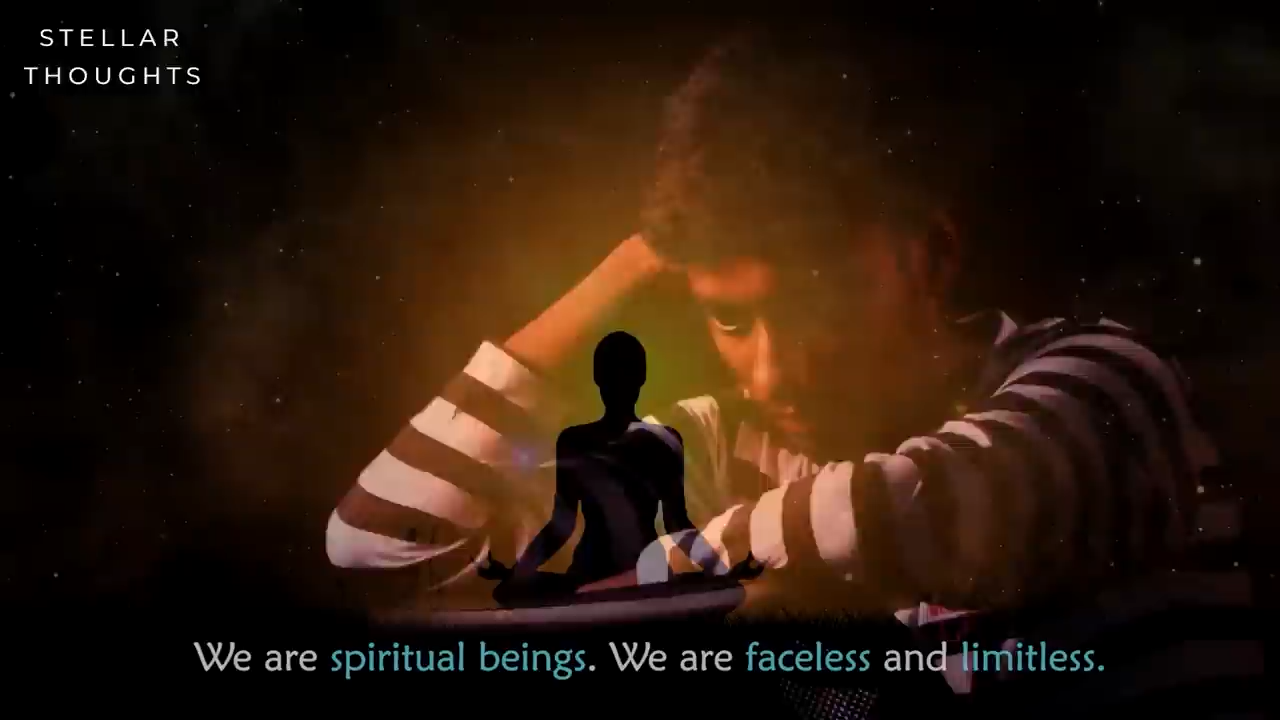 STELLAR
THOUGHTS
We are spiritual beings. We are faceless and limitless.